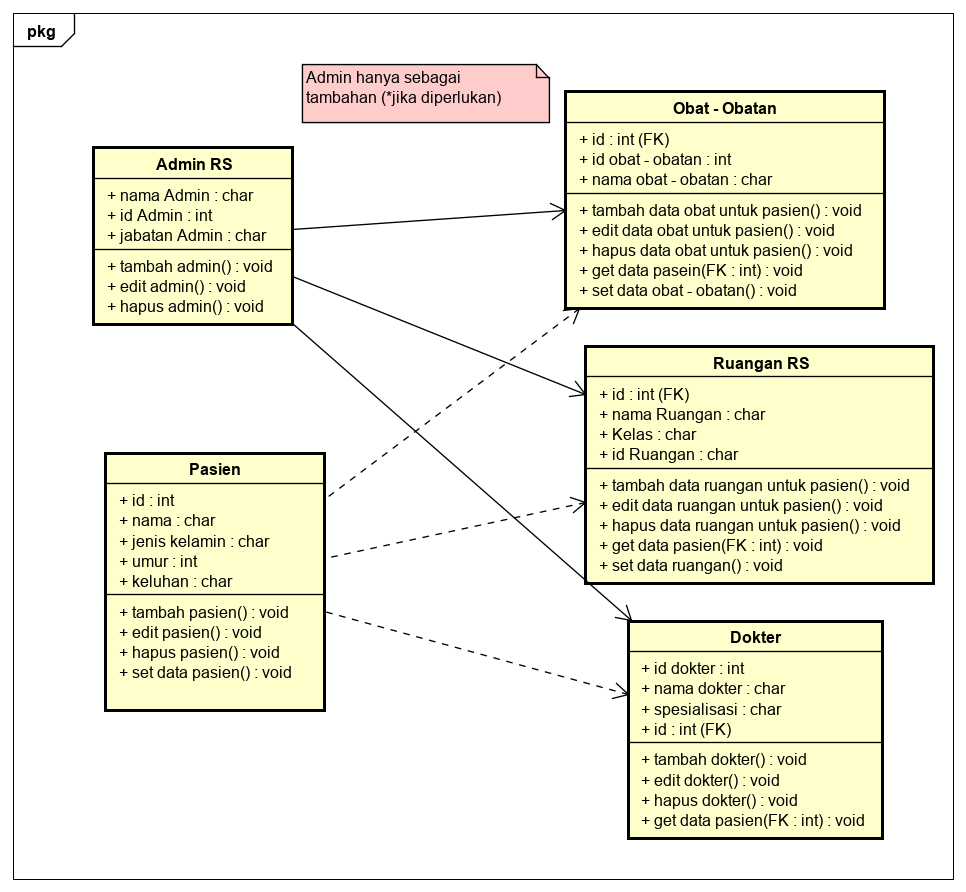 pkg
Admin hanya sebagai
tambahan (*jika diperlukan)
Admin RS
+ nama Admin : char
+ id Admin : int
+ jabatan Admin : char
+ tambah admin() : void
+ edit admin() : void
+ hapus admin() : void
Obat - Obatan
+ id : int (FK)
+ id obat - obatan : int
+ nama obat - obatan : char
+ tambah data obat untuk pasien() : void
+ edit data obat untuk pasien() : void
+ hapus data obat untuk pasien() : void
+ get data pasein(FK : int) : void
+ set data obat - obatan() : void
Ruangan RS
+ id : int (FK)
+ nama Ruangan : char
+ Kelas : char
+ id Ruangan : char
+ tambah data ruangan untuk pasien() : void
+ edit data ruangan untuk pasien() : void
+ hapus data ruangan untuk pasien() : void
+ get data pasien(FK : int) : void
+ set data ruangan() : void
Pasien
+ id : int
+ nama : char
+ jenis kelamin : char
+ umur : int
+ keluhan : char
+ tambah pasien() : void
+ edit pasien() : void
+ hapus pasien() : void
+ set data pasien() : void
Dokter
+ id dokter : int
+ nama dokter : char
+ spesialisasi : char
+ id : int (FK)
+ tambah dokter() : void
+ edit dokter() : void
+ hapus dokter() : void
+ get data pasien(FK : int) : void